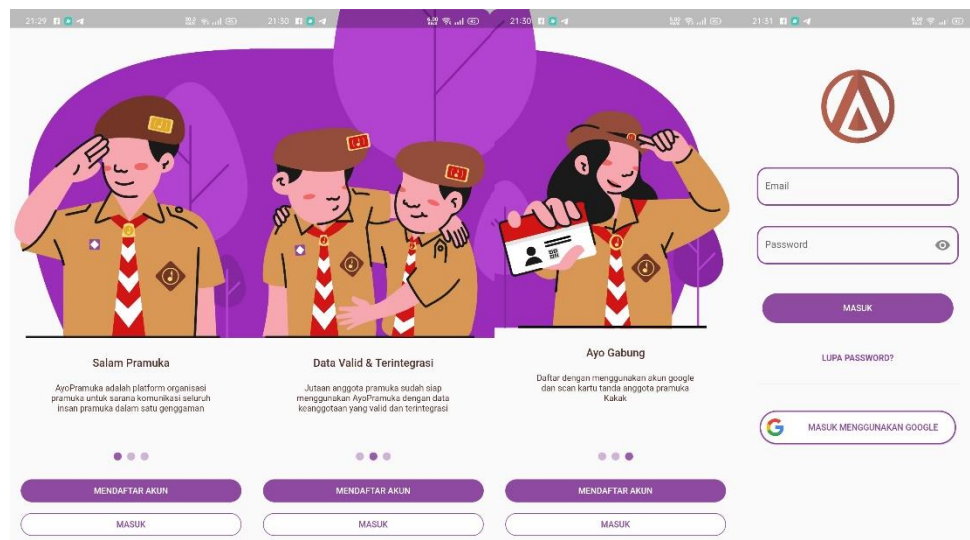 21:29
21:30
21:30
21:31
Salam Pramuka
AyoPramuka adalah platform organisasi
pramuka untuk sarana komunikasi seluruh
insan pramuka dalam satu genggaman
MENDAFTAR AKUN
MASUK
Data Valid & Terintegrasi
Jutaan anggota pramuka sudah siap
menggunakan AyoPramuka dengan data
keanggotaan yang valid dan terintegrasi
MENDAFTAR AKUN
MASUK
Ayo Gabung
Daftar dengan menggunakan akun google
dan scan kartu tanda anggota pramuka
Kakak
MENDAFTAR AKUN
MASUK
Email
Password
MASUK
LUPA PASSWORD?
MASUK MENGGUNAKAN GOOGLE